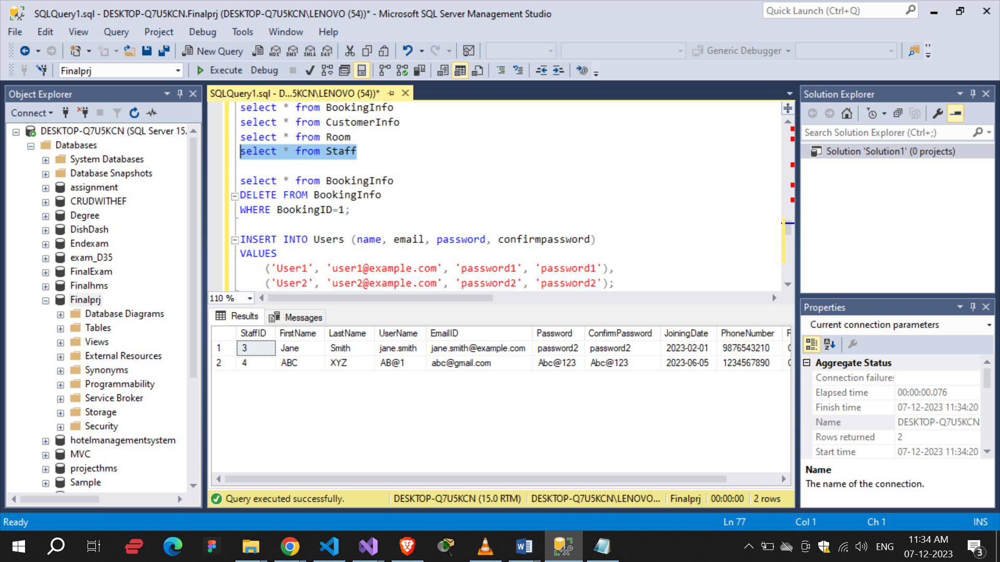 SQLQuery1.sql - DESKTOP-Q7U5KCN.Finalprj (DESKTOP-Q7U5KCN\LENOVO (54))* - Microsoft SQL Server Management Studio
Quick Launch (Ctrl+Q)
File Edit View Query Project Debug Tools Window Help
New Query MDX DMX XMLA DAX Generic Debugger
Finalprj Execute Debug
Object Explorer
Connect
DESKTOP-Q7U5KCN (SQL Server 15.
Databases
System Databases
Database Snapshots
assignment
CRUDWITHEF
Degree
DishDash
Endexam
exam_D35
FinalExam
Finalhms
Finalprj
Database Diagrams
Tables
Views
External Resources
Synonyms
Programmability
Service Broker
Storage
Security
hotelmanagementsystem
MVC
projecthms
Sample
SQLQuery1.sql - D...5KCN\LENOVO (54))*
select * from BookingInfo
select * from CustomerInfo
select * from Room
select * from Staff
select * from BookingInfo
DELETE FROM BookingInfo
WHERE BookingID=1;
INSERT INTO Users (name, email, password, confirmpassword)
VALUES
('User1', 'user1@example.com', 'password1', 'password1'),
('User2', 'user2@example.com', 'password2', 'password2');
110 %
Results Messages
StaffID FirstName LastName UserName EmailID Password ConfirmPassword JoiningDate PhoneNumber
1 3 Jane Smith jane.smith jane.smith@example.com password2 password2 2023-02-01 9876543210
2 4 ABC XYZ AB@1 abc@gmail.com Abc@123 Abc@123 2023-06-05 1234567890
Query executed successfully. DESKTOP-Q7U5KCN (15.0 RTM) DESKTOP-Q7U5KCN\LENOVO... Finalprj 00:00:00 2 rows
Solution Explorer
Search Solution Explorer (Ctrl+;)
Solution 'Solution1' (0 projects)
Properties
Current connection parameters
Aggregate Status
Connection failures
Elapsed time 00:00:00.076
Finish time 07-12-2023 11:34:20
Name DESKTOP-Q7U5KCN
Rows returned 2
Start time 07-12-2023 11:34:20
Name
The name of the connection.
Ready Ln 77 Col 1 Ch 1 INS
ENG
11:34 AM
07-12-2023
3